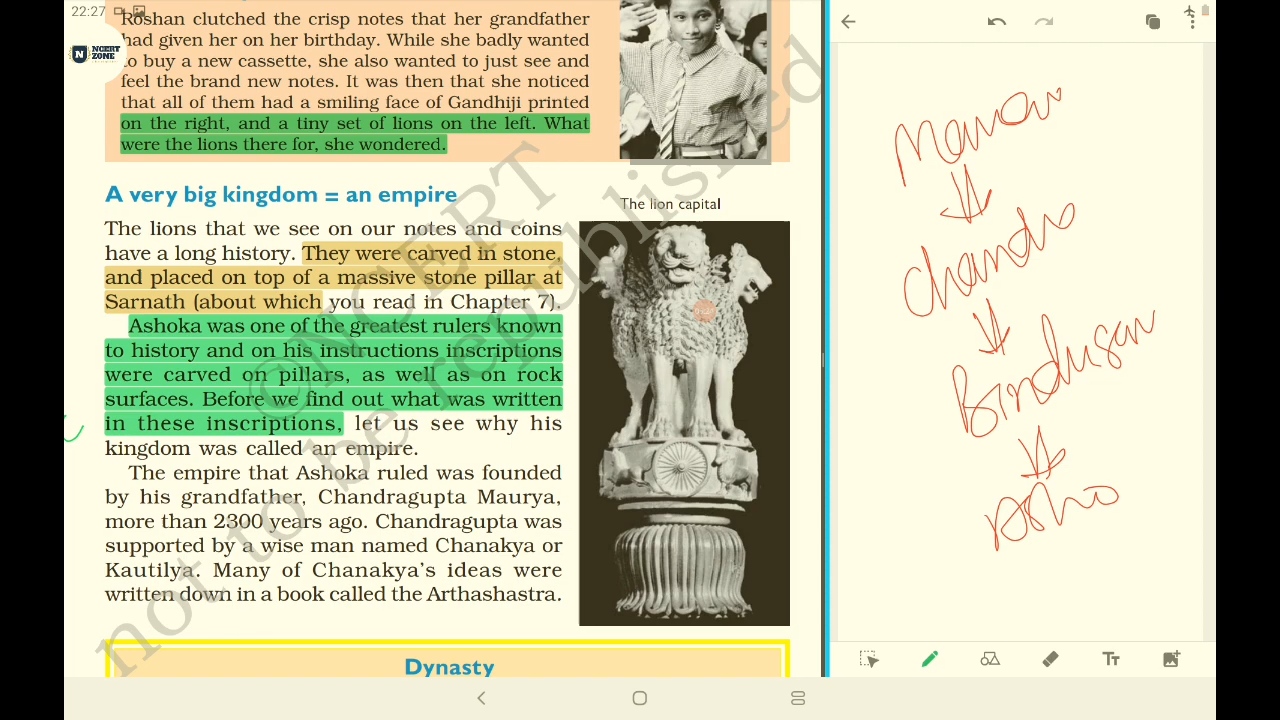 22:27
Roshan clutched the crisp notes that her grandfather
had given her on her birthday. While she badly wanted
to buy a new cassette, she also wanted to just see and
feel the brand new notes. It was then that she noticed
that all of them had a smiling face of Gandhiji printed
on the right, and a tiny set of lions on the left. What
were the lions there for, she wondered.
N NCERT
ZONE
A very big kingdom = an empire
The lions that we see on our notes and coins
have a long history. They were carved in stone,
and placed on top of a massive stone pillar at
Sarnath (about which you read in Chapter 7).
Ashoka was one of the greatest rulers known
to history and on his instructions inscriptions
were carved on pillars, as well as on rock
surfaces. Before we find out what was written
in these inscriptions, let us see why his
kingdom was called an empire.
The empire that Ashoka ruled was founded
by his grandfather, Chandragupta Maurya,
more than 2300 years ago. Chandragupta was
supported by a wise man named Chanakya or
Kautilya. Many of Chanakya's ideas were
written down in a book called the Arthashastra.
The lion capital
Dynasty
© NCERT
not to be republished
Chandra
Bindusar
Asho
Tт